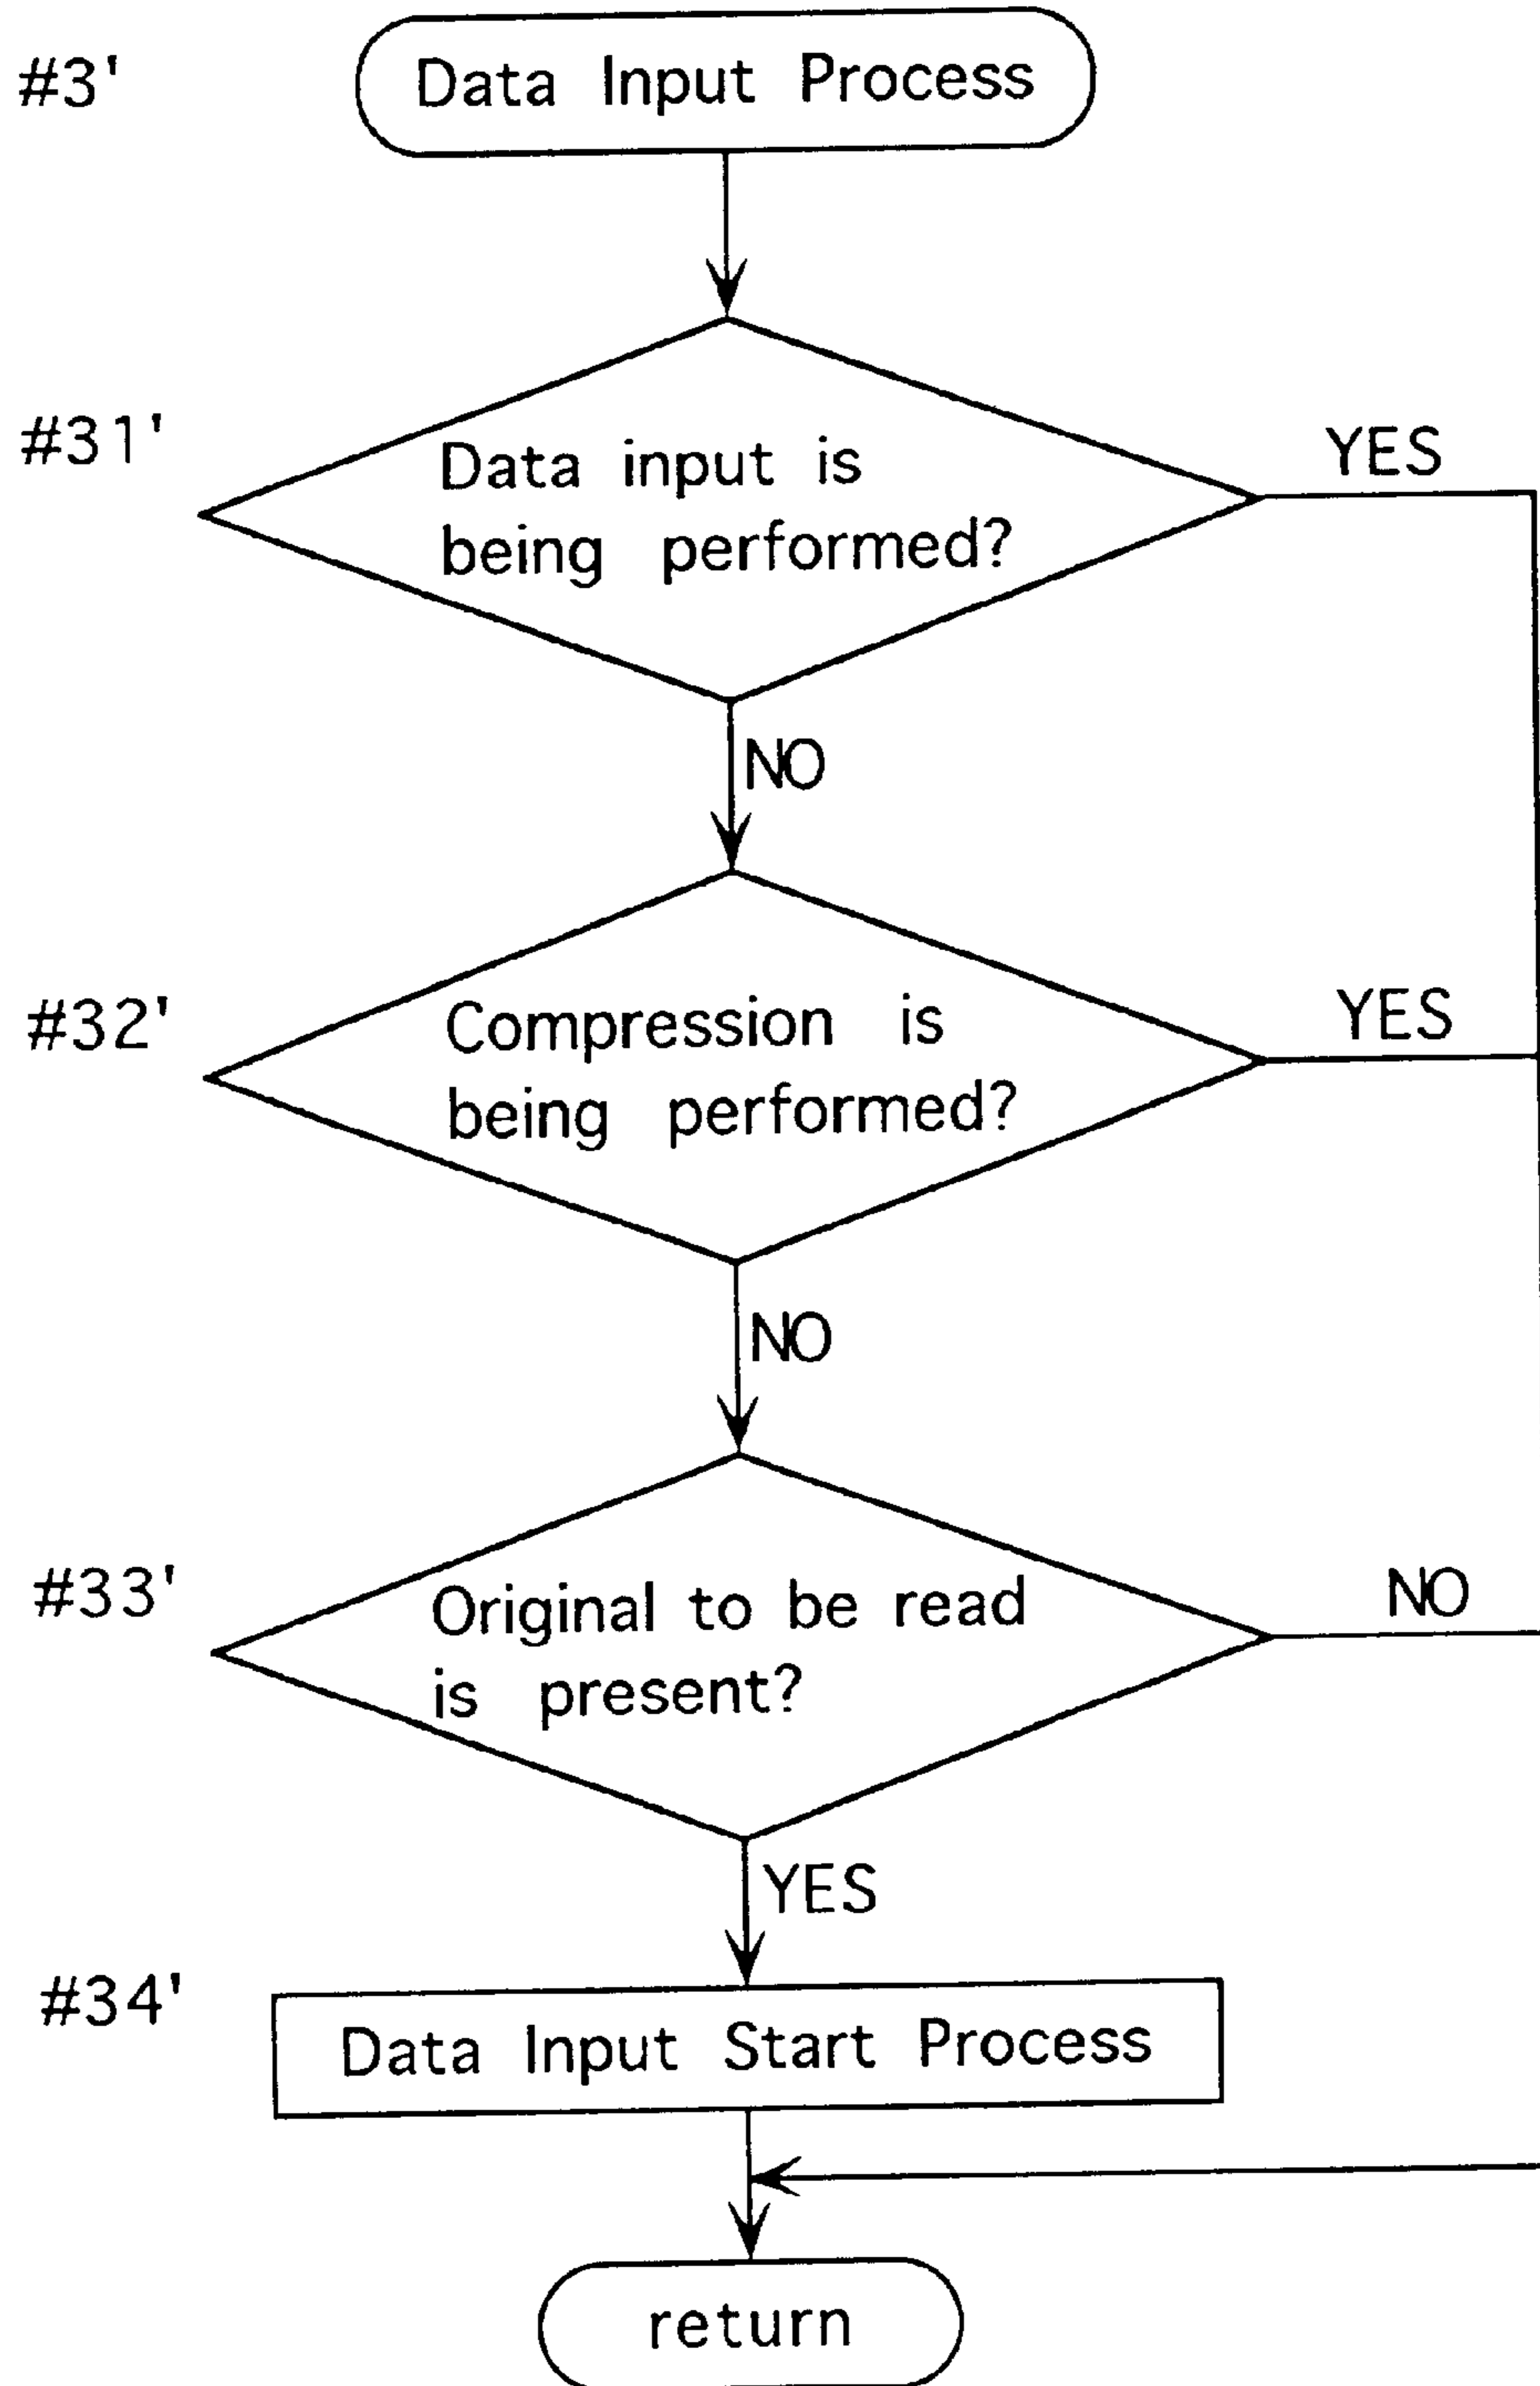 #3'
Data Input Process
#31'
Data input is
being performed?
YES
NO
#32'
Compression is
being performed?
YES
NO
#33'
Original to be read
is present?
NO
YES
#34'
Data Input Start Process
return